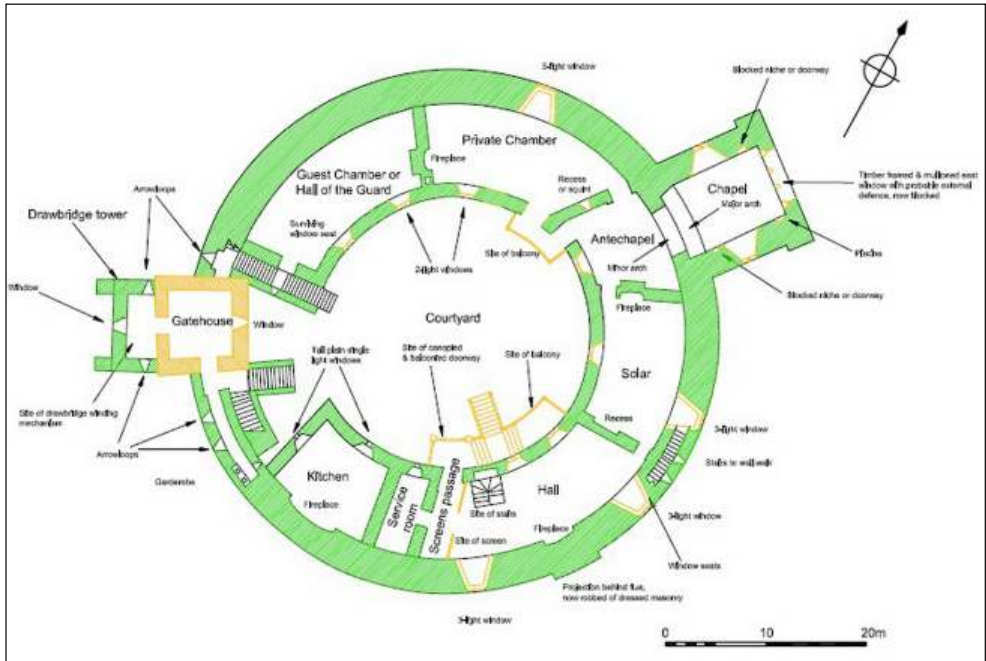 3-light window
Blocked niche or doorway
Private Chamber
Fireplace
Guest Chamber or
Hall of the Guard
Recess
or squint
Chapel
Major arch
Timber framed & mullioned east
window with probable external
defence, now blocked
Arrowloops
Drawbridge tower
Surviving
window seat
Antechapel
Piscina
2-light windows
Site of balcony
Minor arch
Window
Blocked niche or doorway
Fireplace
Gatehouse
Window
Courtyard
Tall plain single
light windows
Site of canopied
& balconied doorway
Site of balcony
Solar
Site of drawbridge winding
mechanism
Recess
3-light window
Arrowloops
Stairs to wall walk
Garderobe
Kitchen
Fireplace
Service
room
Screens passage
Hall
Site of stairs
Fireplace
3-light window
Site of screen
Window seats
Projection behind flue,
now robbed of dressed masonry
3-light window
0 10 20m